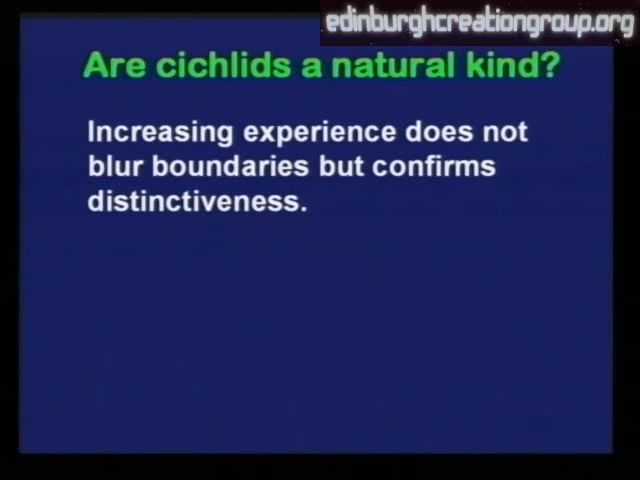 edinburghcreationgroup.org
Are cichlids a natural kind?
Increasing experience does not
blur boundaries but confirms
distinctiveness.